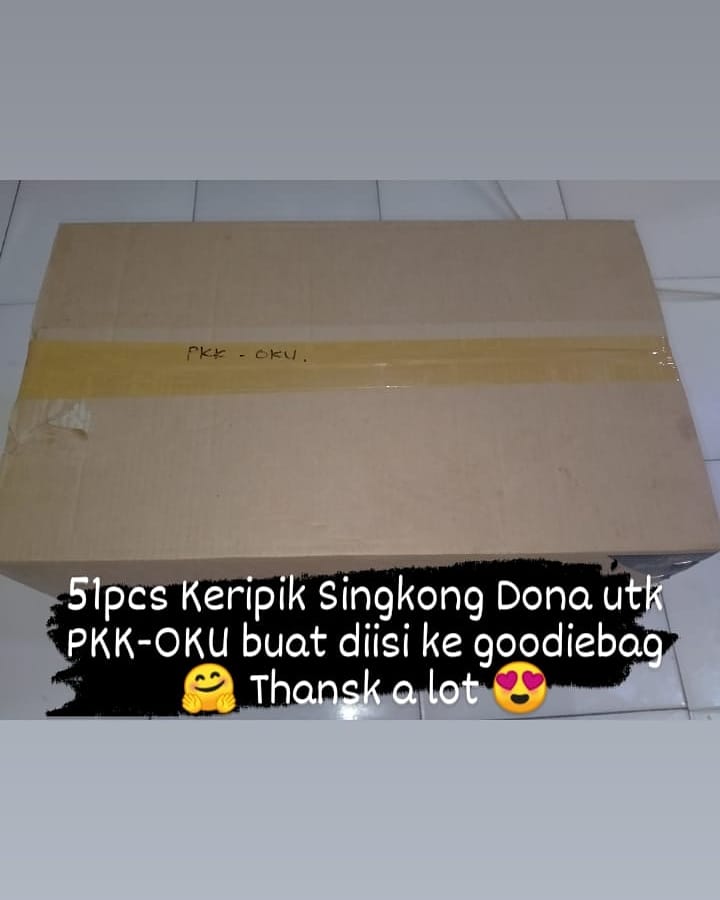 PKK - OKU.
51pcs Keripik Singkong Dona utk
PKK-OKU buat diisi ke goodiebag
🤗 Thansk a lot 😍